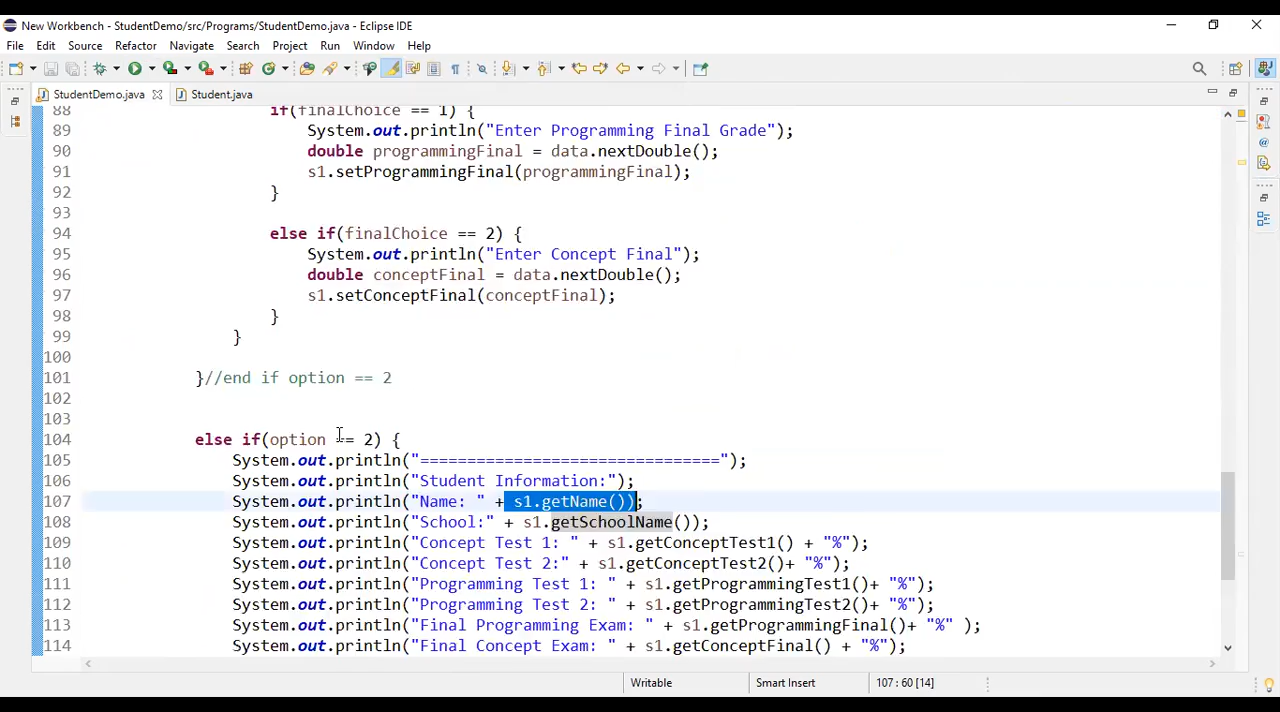 New Workbench - StudentDemo/src/Programs/StudentDemo.java - Eclipse IDE
File Edit Source Refactor Navigate Search Project Run Window Help
StudentDemo.java Student.java
88 if(finalChoice == 1) {
89 System.out.println("Enter Programming Final Grade");
90 double programmingFinal = data.nextDouble();
91 s1.setProgrammingFinal(programmingFinal);
92 }
93
94 else if(finalChoice == 2) {
95 System.out.println("Enter Concept Final");
96 double conceptFinal = data.nextDouble();
97 s1.setConceptFinal(conceptFinal);
98 }
99 }
100
101 }//end if option == 2
102
103
104 else if(option == 2) {
105 System.out.println("================================");
106 System.out.println("Student Information:");
107 System.out.println("Name: " + s1.getName());
108 System.out.println("School:" + s1.getSchoolName());
109 System.out.println("Concept Test 1: " + s1.getConceptTest1() + "%");
110 System.out.println("Concept Test 2:" + s1.getConceptTest2()+ "%");
111 System.out.println("Programming Test 1: " + s1.getProgrammingTest1()+ "%");
112 System.out.println("Programming Test 2: " + s1.getProgrammingTest2()+ "%");
113 System.out.println("Final Programming Exam: " + s1.getProgrammingFinal()+ "%" );
114 System.out.println("Final Concept Exam: " + s1.getConceptFinal() + "%");
Writable Smart Insert 107 : 60 [14]